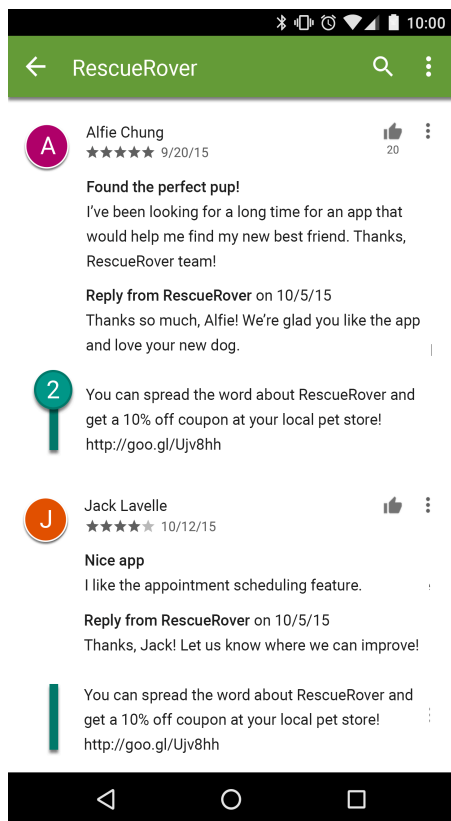 10:00
RescueRover
A
Alfie Chung
9/20/15
20
Found the perfect pup!
I've been looking for a long time for an app that
would help me find my new best friend. Thanks,
RescueRover team!
Reply from RescueRover on 10/5/15
Thanks so much, Alfie! We're glad you like the app
and love your new dog.
2
You can spread the word about RescueRover and
get a 10% off coupon at your local pet store!
http://goo.gl/Ujv8hh
J
Jack Lavelle
10/12/15
Nice app
I like the appointment scheduling feature.
Reply from RescueRover on 10/5/15
Thanks, Jack! Let us know where we can improve!
You can spread the word about RescueRover and
get a 10% off coupon at your local pet store!
http://goo.gl/Ujv8hh